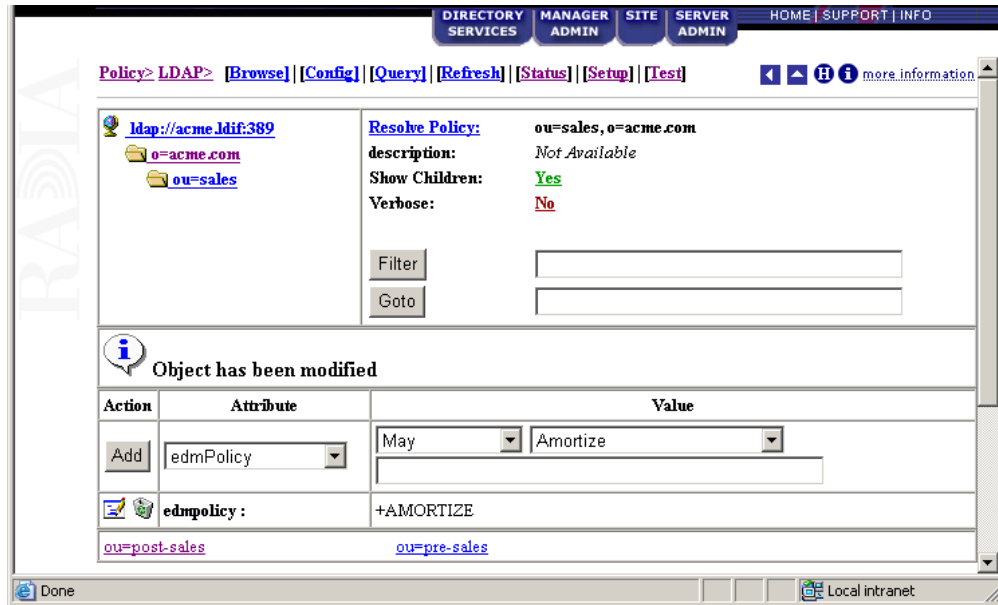 DIRECTORY SERVICES MANAGER ADMIN SITE SERVER ADMIN HOME | SUPPORT | INFO
Policy> LDAP> [Browse] | [Config] | [Query] | [Refresh] | [Status] | [Setup] | [Test] more information
RADIA
ldap://acme.ldif:389
o=acme.com
ou=sales
Resolve Policy: ou=sales, o=acme.com
description: Not Available
Show Children: Yes
Verbose: No
Filter
Goto
Object has been modified
Action Attribute Value
Add edmPolicy May Amortize
edmpolicy : +AMORTIZE
ou=post-sales ou=pre-sales
Done Local intranet